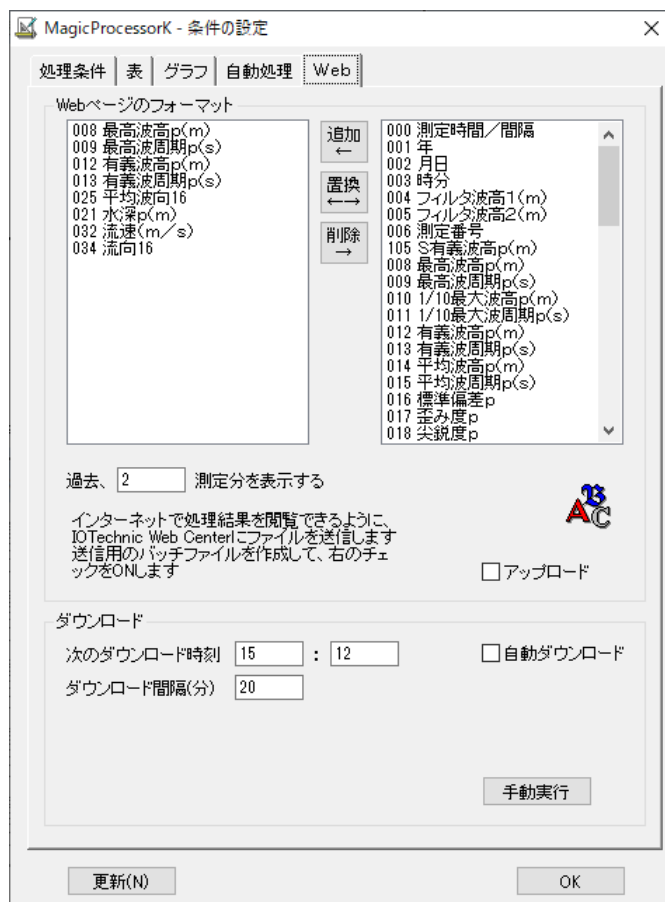 MagicProcessorK - 条件の設定
処理条件 表 グラフ 自動処理 Web
Webページのフォーマット
008 最高波高p(m)
009 最高波周期p(s)
012 有義波高p(m)
013 有義波周期p(s)
025 平均波向16
021 水深p(m)
032 流速(m/s)
034 流向16
追加
←
置換
←→
削除
→
000 測定時間/間隔
001 年
002 月日
003 時分
004 フィルタ波高1(m)
005 フィルタ波高2(m)
006 測定番号
105 S有義波高p(m)
008 最高波高p(m)
009 最高波周期p(s)
010 1/10最大波高p(m)
011 1/10最大波周期p(s)
012 有義波高p(m)
013 有義波周期p(s)
014 平均波高p(m)
015 平均波周期p(s)
016 標準偏差p
017 歪み度p
018 尖鋭度p
過去、 2 測定分を表示する
インターネットで処理結果を閲覧できるように、
IOTechnic Web Centerにファイルを送信します
送信用のバッチファイルを作成して、右のチェ
ックをONします
ABC
アップロード
ダウンロード
次のダウンロード時刻 15 : 12
自動ダウンロード
ダウンロード間隔(分) 20
手動実行
更新(N)
OK